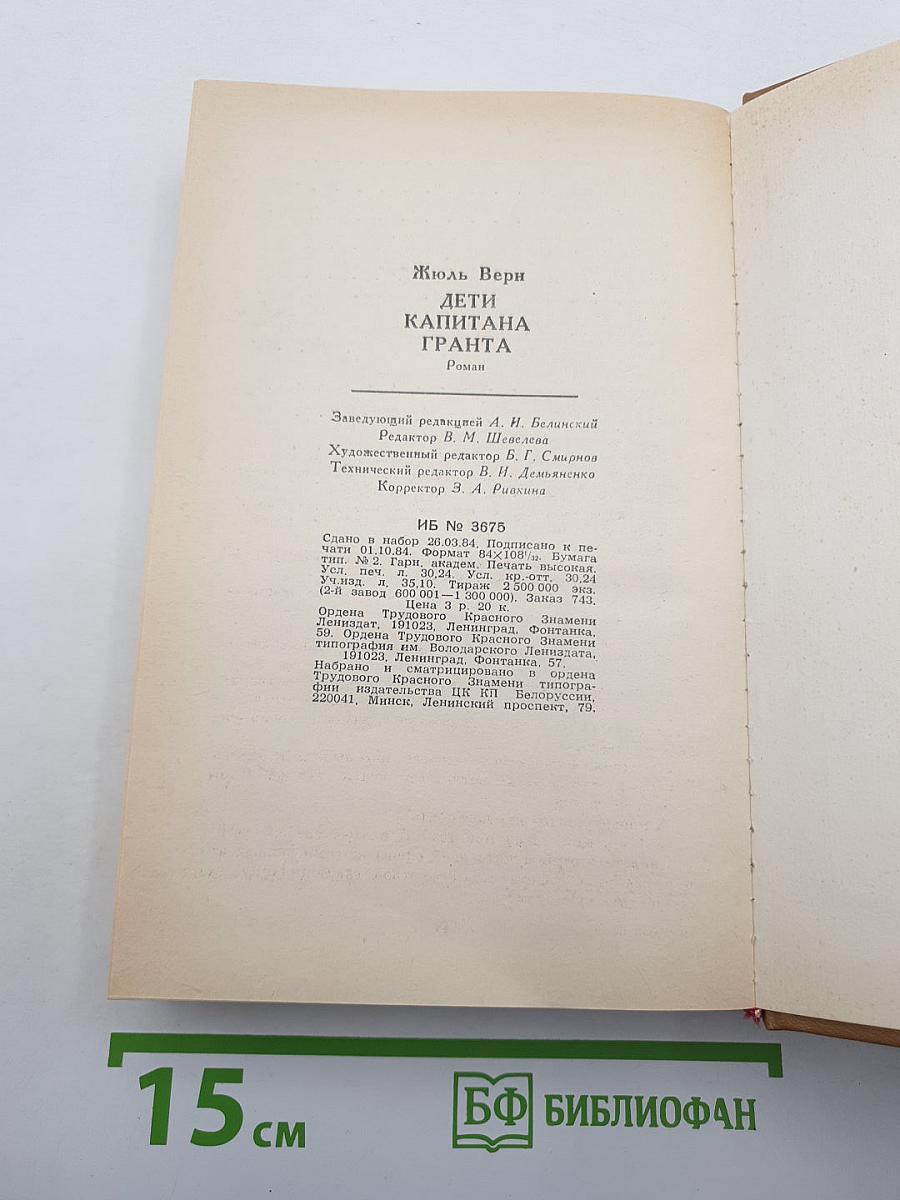 Жюль Верн
ДЕТИ
КАПИТАНА
ГРАНТА
Роман
Заведующий редакцией А. И. Белинский
Редактор В. М. Шевелева
Художественный редактор Б. Г. Смирнов
Технический редактор В. И. Демьяненко
Корректор З. А. Ривкина
ИБ № 3675
Сдано в набор 26.03.84. Подписано к пе-
чати 01.10.84. Формат 84×108¹/₃₂. Бумага
тип. № 2. Гарн. академ. Печать высокая.
Усл. печ. л. 30,24. Усл. кр.-отт. 30,24
Уч.изд. л. 35,10. Тираж 2 500 000 экз.
(2-й завод 600 001—1 300 000). Заказ 743.
Цена 3 р. 20 к.
Ордена Трудового Красного Знамени
Лениздат, 191023, Ленинград, Фонтанка,
59. Ордена Трудового Красного Знамени
типография им. Володарского Лениздата,
191023, Ленинград, Фонтанка, 57.
Набрано и сматрицировано в ордена
Трудового Красного Знамени типогра-
фии издательства ЦК КП Белоруссии,
220041, Минск, Ленинский проспект, 79.
15 см
БФ БИБЛИОФАН